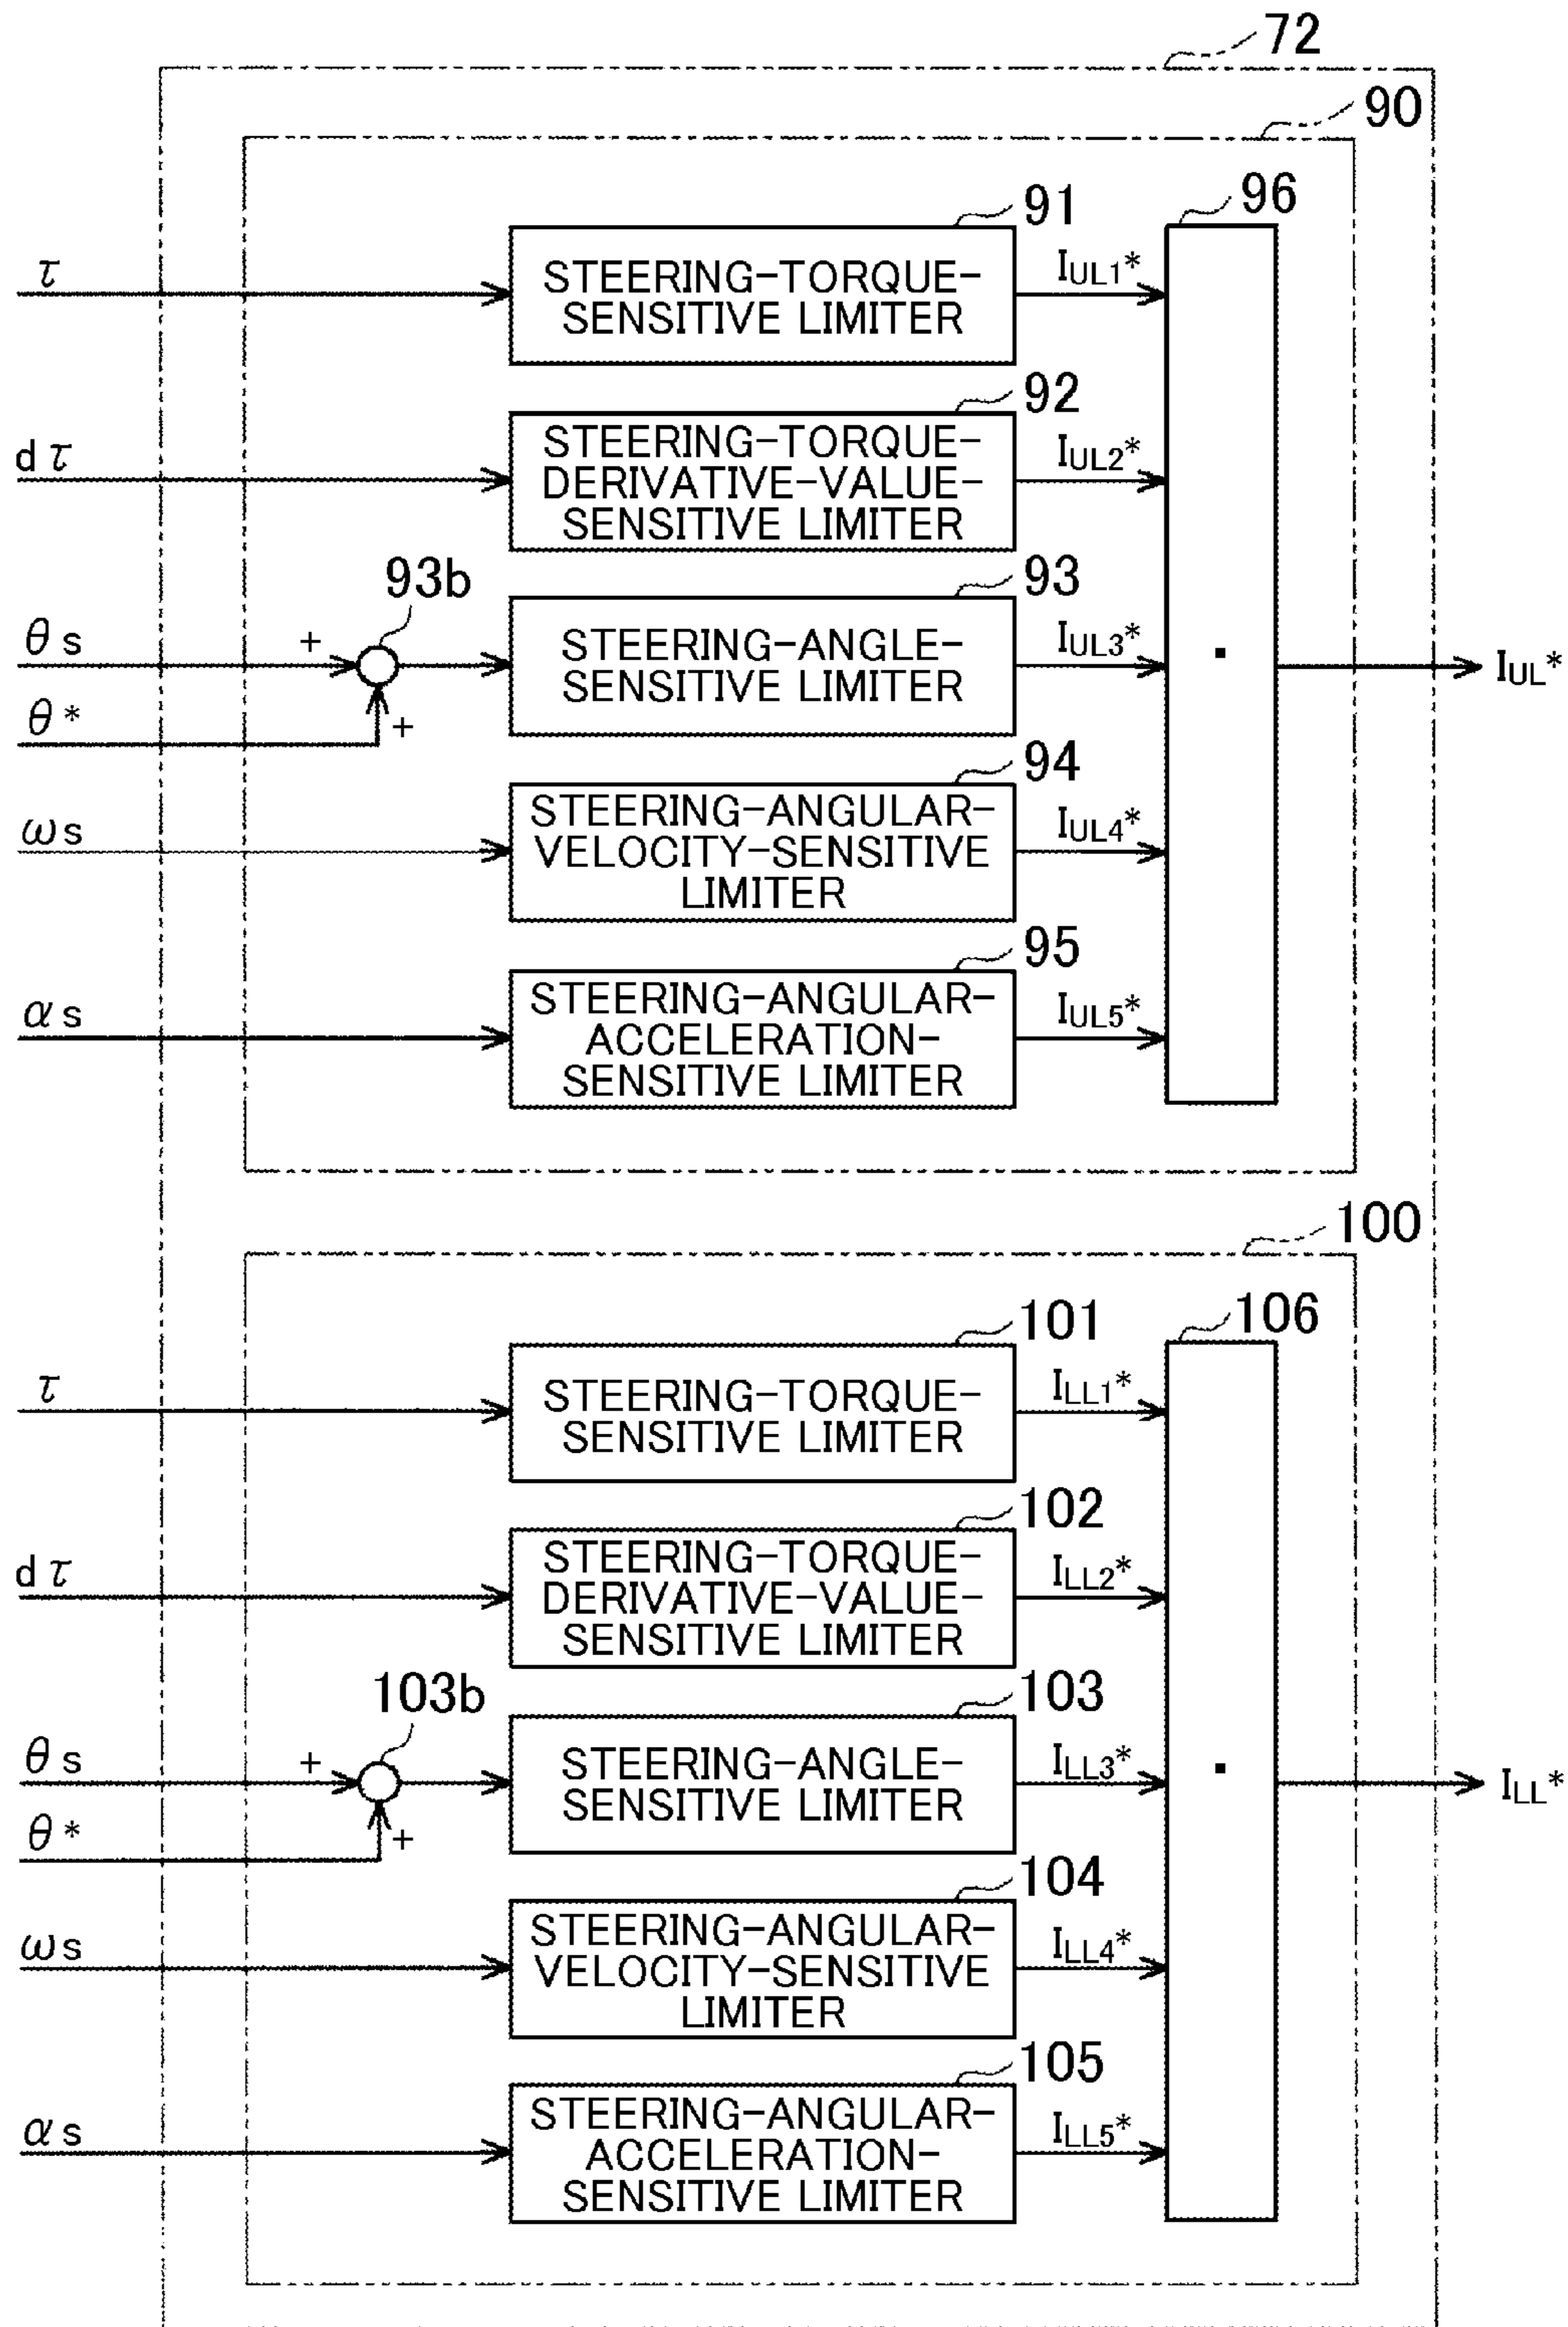 72
90
91
96
τ
STEERING-TORQUE-
SENSITIVE LIMITER
IUL1*
92
dτ
STEERING-TORQUE-
DERIVATIVE-VALUE-
SENSITIVE LIMITER
IUL2*
93b
93
θs
+
STEERING-ANGLE-
SENSITIVE LIMITER
IUL3*
IUL*
θ*
+
94
ωs
STEERING-ANGULAR-
VELOCITY-SENSITIVE
LIMITER
IUL4*
95
αs
STEERING-ANGULAR-
ACCELERATION-
SENSITIVE LIMITER
IUL5*
100
101
106
τ
STEERING-TORQUE-
SENSITIVE LIMITER
ILL1*
102
dτ
STEERING-TORQUE-
DERIVATIVE-VALUE-
SENSITIVE LIMITER
ILL2*
103b
103
θs
+
STEERING-ANGLE-
SENSITIVE LIMITER
ILL3*
ILL*
θ*
+
104
ωs
STEERING-ANGULAR-
VELOCITY-SENSITIVE
LIMITER
ILL4*
105
αs
STEERING-ANGULAR-
ACCELERATION-
SENSITIVE LIMITER
ILL5*